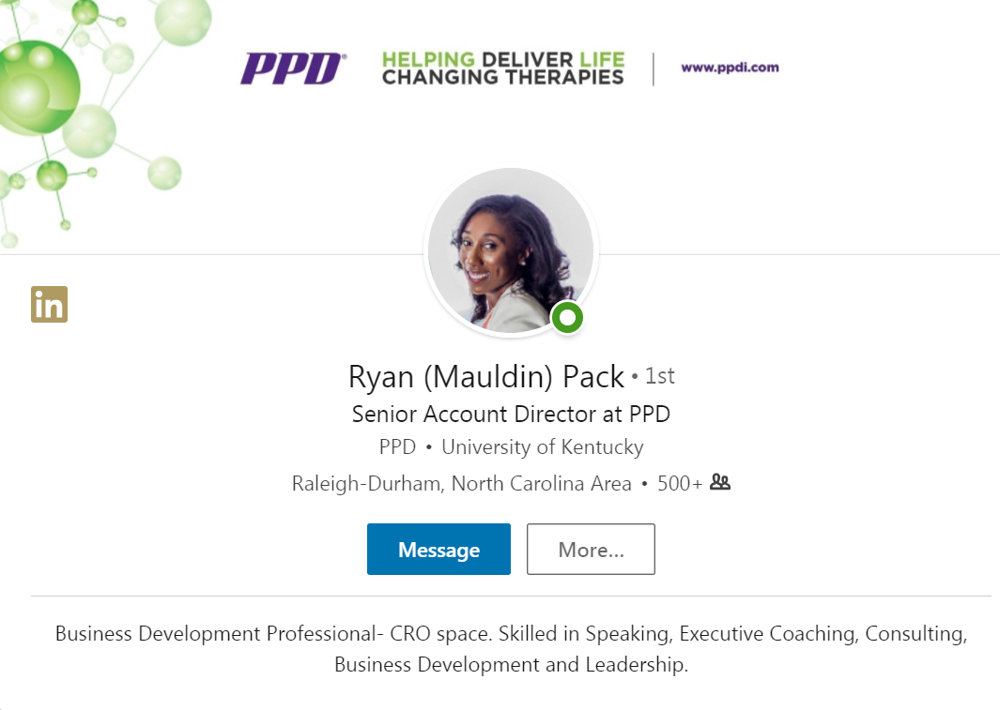 PPD®
HELPING DELIVER LIFE
CHANGING THERAPIES
www.ppdi.com
in
Ryan (Mauldin) Pack • 1st
Senior Account Director at PPD
PPD • University of Kentucky
Raleigh-Durham, North Carolina Area • 500+
Message
More...
Business Development Professional- CRO space. Skilled in Speaking, Executive Coaching, Consulting,
Business Development and Leadership.